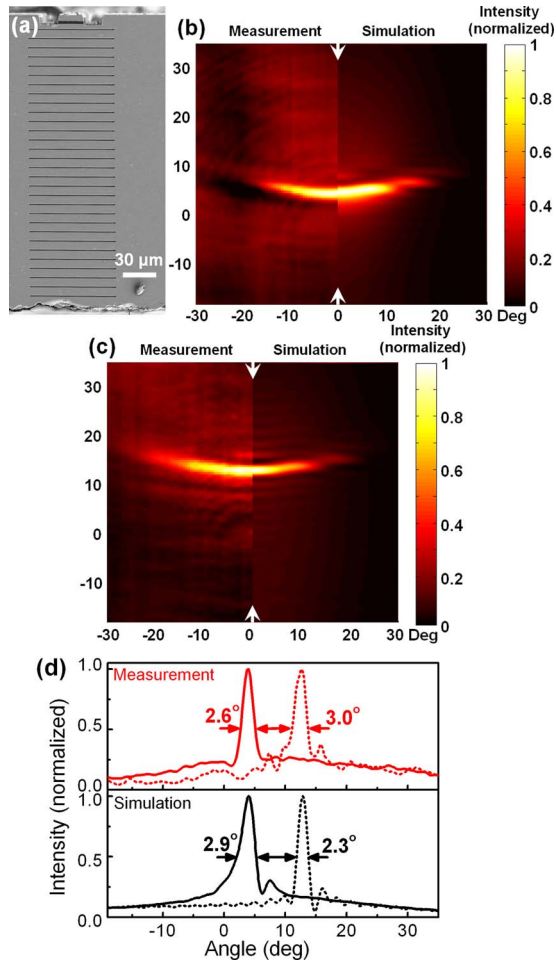 (a)
30 µm
(b)
Measurement Simulation
Intensity
(normalized)
30
20
10
0
-10
-30 -20 -10 0 10 20 30
Deg
1
0.8
0.6
0.4
0.2
0
(c)
Measurement Simulation
Intensity
(normalized)
30
20
10
0
-10
-30 -20 -10 0 10 20 30
Deg
1
0.8
0.6
0.4
0.2
0
(d)
Measurement
2.6° 3.0°
1.0
0.5
0.0
Simulation
2.9° 2.3°
1.0
0.5
0.0
Intensity (normalized)
-10 0 10 20 30
Angle (deg)